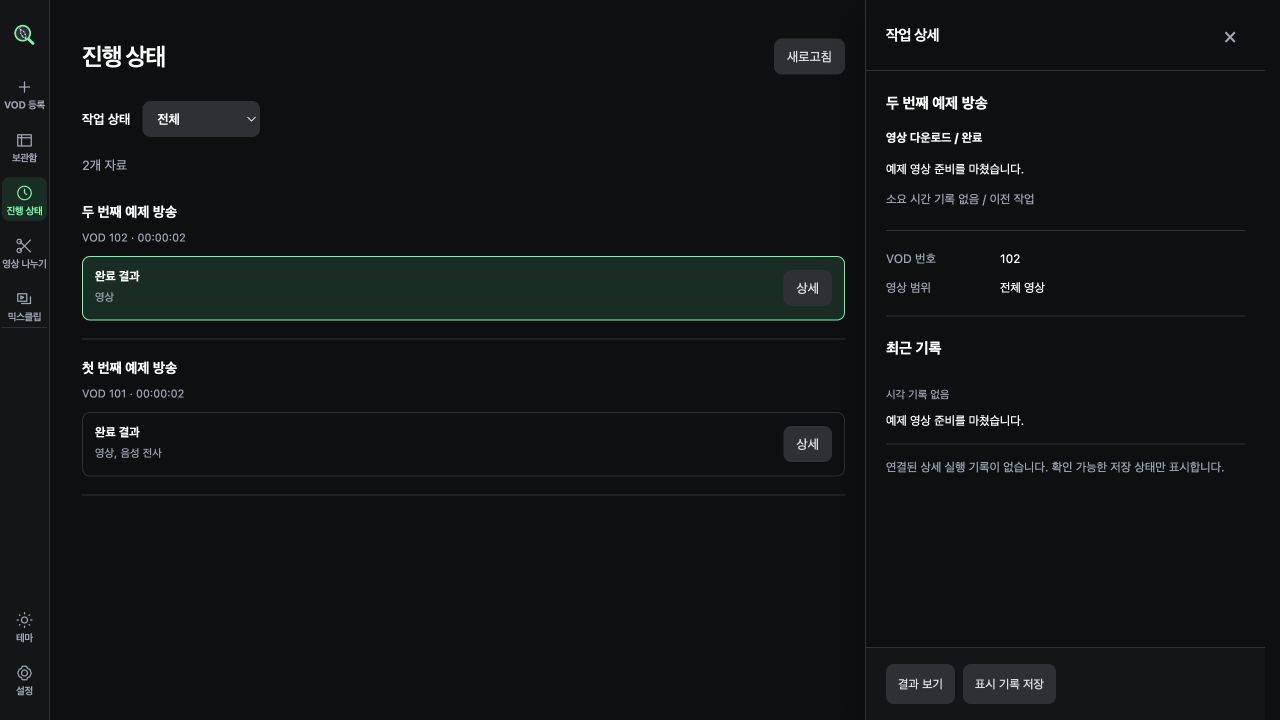 VOD 등록
보관함
진행 상태
영상 나누기
믹스클립
테마
설정
진행 상태
새로고침
작업 상태
전체
2개 자료
두 번째 예제 방송
VOD 102 · 00:00:02
완료 결과
영상
상세
첫 번째 예제 방송
VOD 101 · 00:00:02
완료 결과
영상, 음성 전사
상세
작업 상세
두 번째 예제 방송
영상 다운로드 / 완료
예제 영상 준비를 마쳤습니다.
소요 시간 기록 없음 / 이전 작업
VOD 번호 102
영상 범위 전체 영상
최근 기록
시각 기록 없음
예제 영상 준비를 마쳤습니다.
연결된 상세 실행 기록이 없습니다. 확인 가능한 저장 상태만 표시합니다.
결과 보기
표시 기록 저장